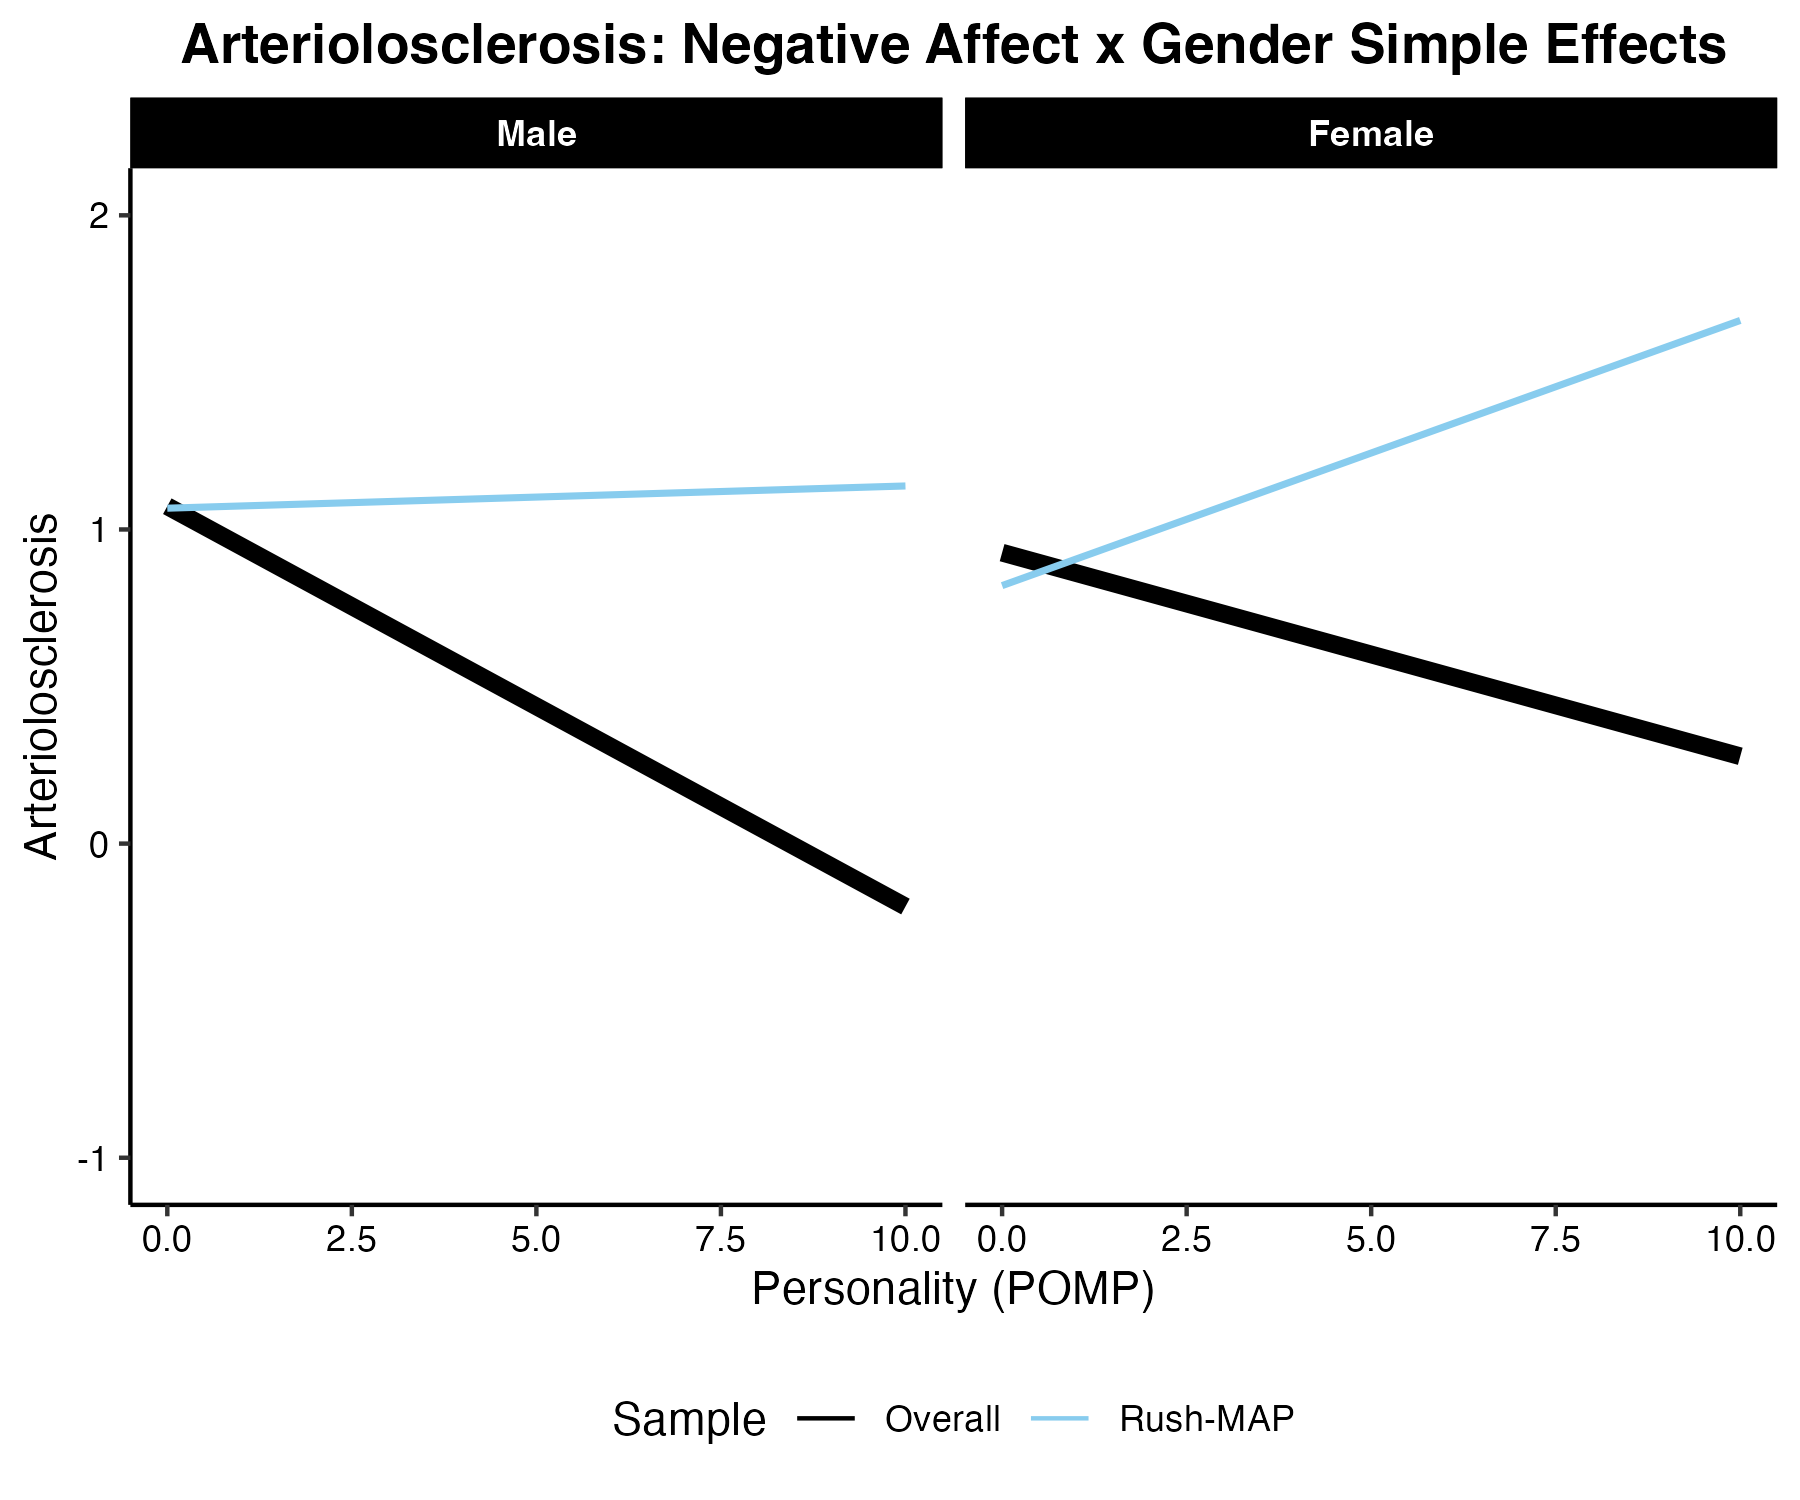 Arteriolosclerosis: Negative Affect x Gender Simple Effects
Male
Female
Arteriolosclerosis
2
1
0
-1
0.0 2.5 5.0 7.5 10.0
0.0 2.5 5.0 7.5 10.0
Personality (POMP)
Sample Overall Rush-MAP